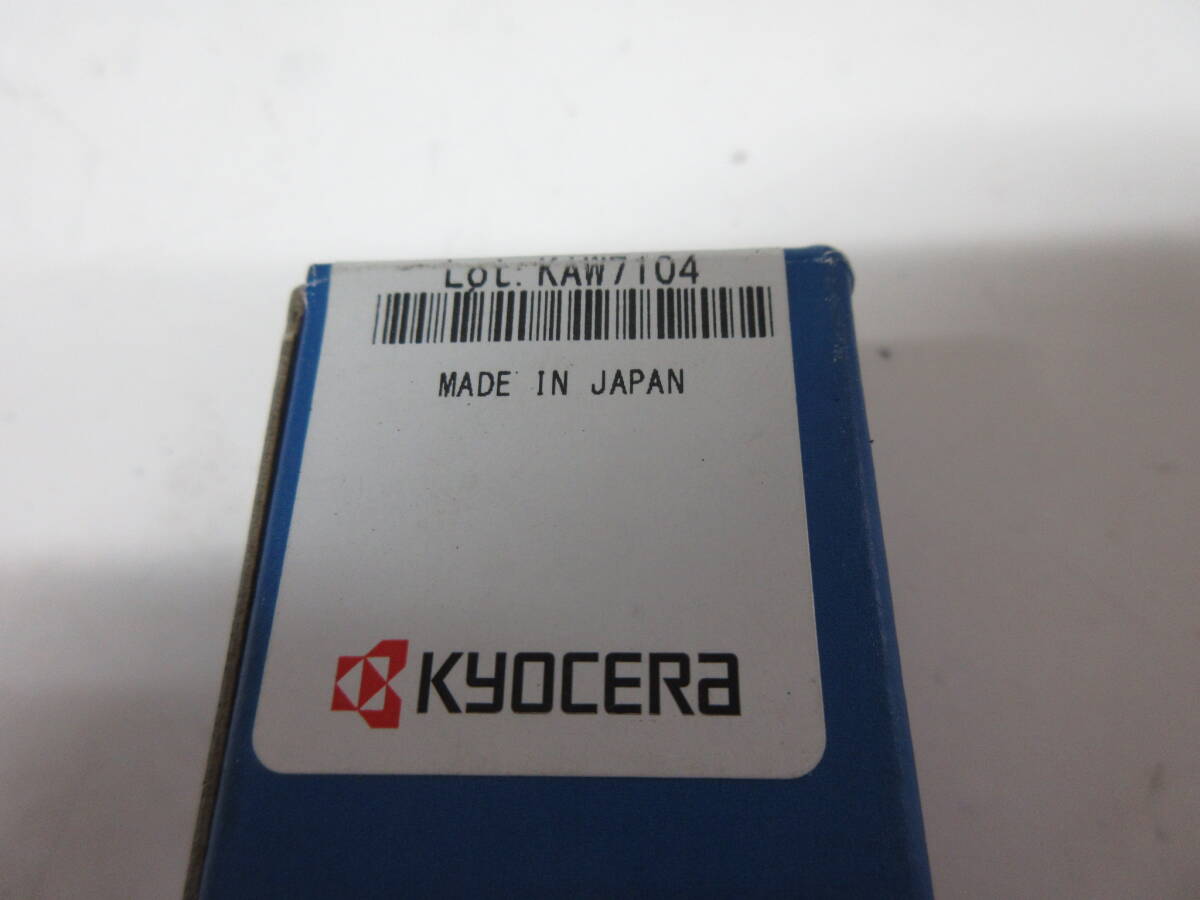 Lot. KAW7104
MADE IN JAPAN
KYOCERA